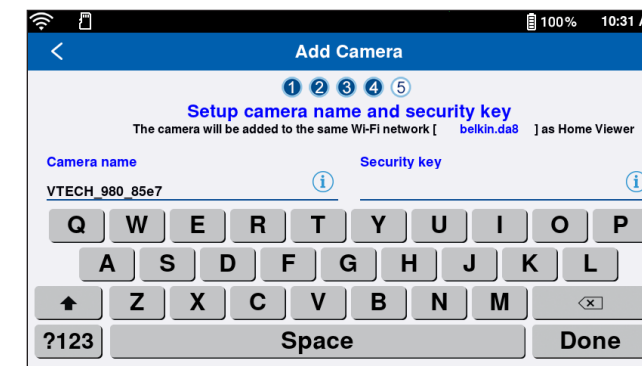 100% 10:31 A
Add Camera
1 2 3 4 5
Setup camera name and security key
The camera will be added to the same Wi-Fi network [ belkin.da8 ] as Home Viewer
Camera name Security key
VTECH_980_85e7
Q W E R T Y U I O P
A S D F G H J K L
Z X C V B N M
?123 Space Done